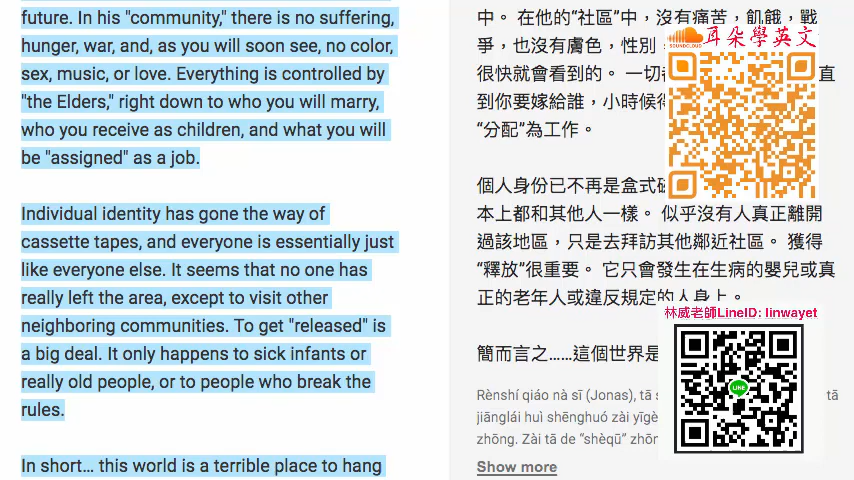 future. In his "community," there is no suffering,
hunger, war, and, as you will soon see, no color,
sex, music, or love. Everything is controlled by
"the Elders," right down to who you will marry,
who you receive as children, and what you will
be "assigned" as a job.
Individual identity has gone the way of
cassette tapes, and everyone is essentially just
like everyone else. It seems that no one has
really left the area, except to visit other
neighboring communities. To get "released" is
a big deal. It only happens to sick infants or
really old people, or to people who break the
rules.
In short... this world is a terrible place to hang
中。 在他的“社區”中，沒有痛苦，飢餓，戰
爭，也沒有膚色，性別
很快就會看到的。 一切
直
到你要嫁給誰，小時候
“分配”為工作。
個人身份已不再是盒式
本上都和其他人一樣。 似乎沒有人真正離開
過該地區，只是去拜訪其他鄰近社區。 獲得
“釋放”很重要。 它只會發生在生病的嬰兒或真
正的老年人或違反規定的人身上。
簡而言之……這個世界是
Rènshí qiáo nà sī (Jonas), tā s
tā
jiānglái huì shēnghuó zài yīgè
zhōng. Zài tā de “shèqū” zhōn
Show more
SOUNDCLOUD
耳朵學英文
林威老師LineID: linwayet
LINE